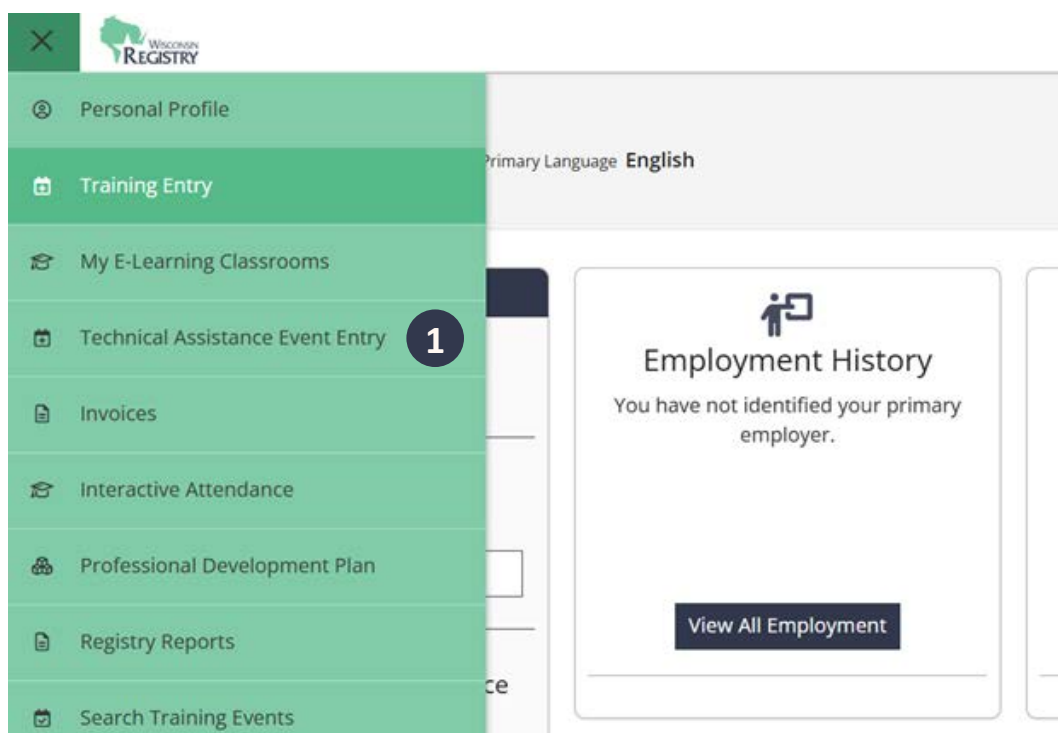 WISCONSIN
REGISTRY
Personal Profile
Training Entry
My E-Learning Classrooms
Technical Assistance Event Entry
1
Invoices
Interactive Attendance
Professional Development Plan
Registry Reports
Search Training Events
Primary Language English
Employment History
You have not identified your primary
employer.
View All Employment
ce